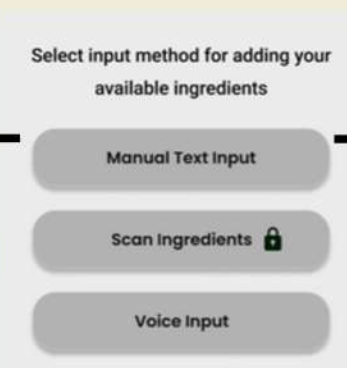 Select input method for adding your
available ingredients
Manual Text Input
Scan Ingredients
Voice Input